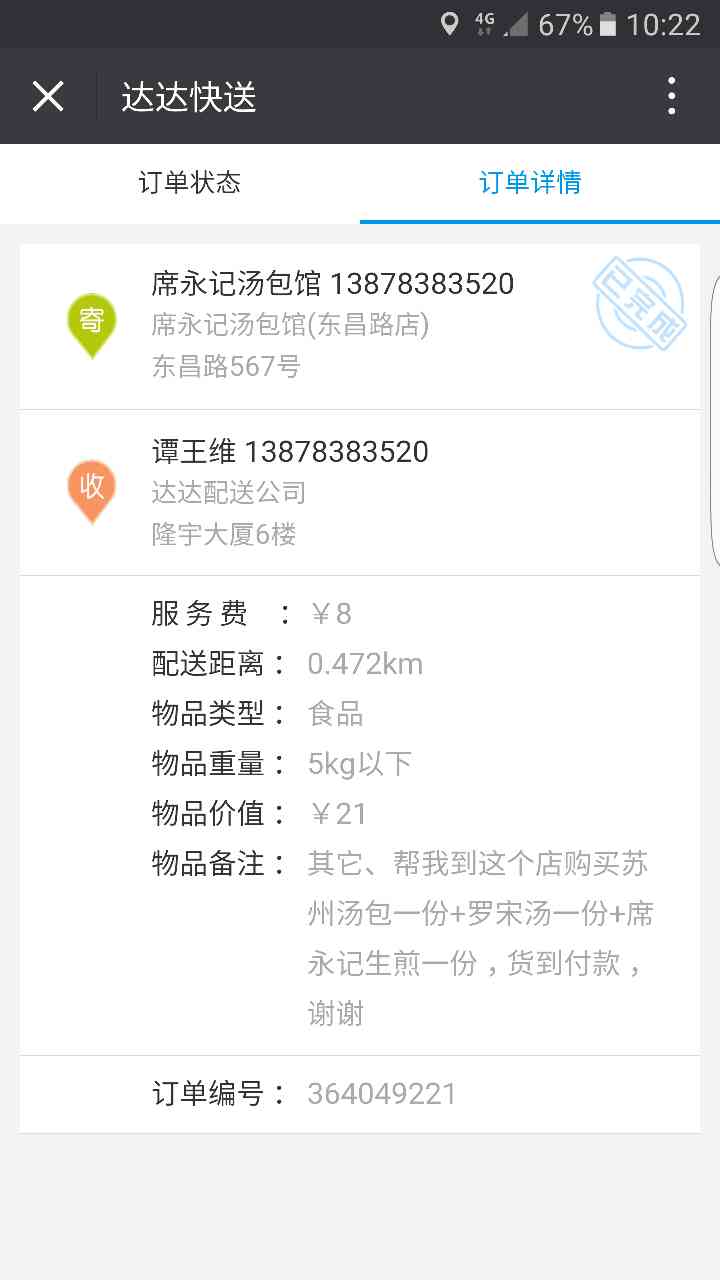 4G 67% 10:22
达达快送
订单状态 订单详情
席永记汤包馆 13878383520
已完成
寄
席永记汤包馆(东昌路店)
东昌路567号
谭王维 13878383520
收
达达配送公司
隆宇大厦6楼
服务费 ： ￥8
配送距离： 0.472km
物品类型： 食品
物品重量： 5kg以下
物品价值： ￥21
物品备注： 其它、帮我到这个店购买苏
州汤包一份+罗宋汤一份+席
永记生煎一份，货到付款，
谢谢
订单编号： 364049221